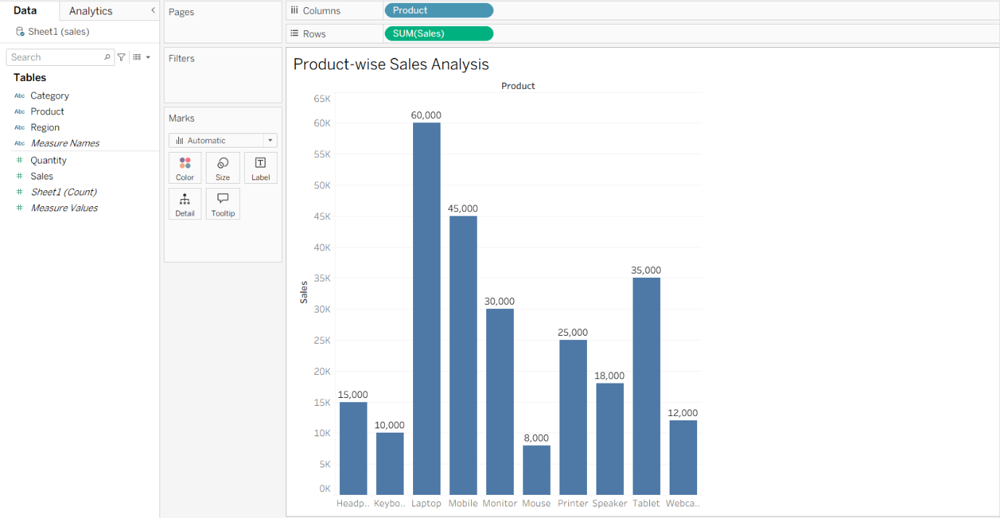 Data
Analytics
Sheet1 (sales)
Search
Tables
Abc Category
Abc Product
Abc Region
Abc Measure Names
# Quantity
# Sales
# Sheet1 (Count)
# Measure Values
Pages
Filters
Marks
Automatic
Color Size Label
Detail Tooltip
Columns Product
Rows SUM(Sales)
Product-wise Sales Analysis
Product
Sales
65K
60K
55K
50K
45K
40K
35K
30K
25K
20K
15K
10K
5K
0K
15,000
10,000
60,000
45,000
30,000
8,000
25,000
18,000
35,000
12,000
Headp.. Keybo.. Laptop Mobile Monitor Mouse Printer Speaker Tablet Webca..